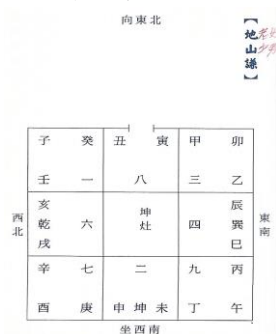 向東北
【地山謙】
子 癸 丑 寅 甲 卯
壬 一 八 三 乙
西北
亥乾戌
六
坤灶
四
辰巽巳
東南
辛 七 二 九 丙
酉 庚 申 坤 未 丁 午
坐西南